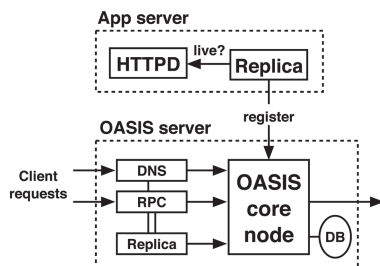 App server
live?
HTTPD
Replica
register
OASIS server
Client
requests
DNS
RPC
Replica
OASIS
core
node
DB